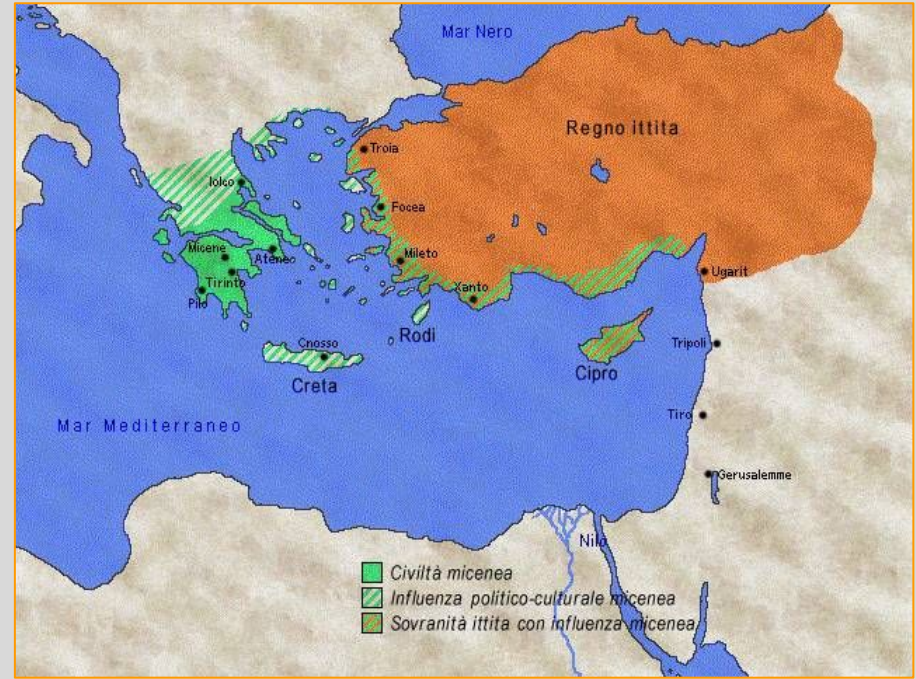 Mar Nero
Regno ittita
Troia
Iolco
Focea
Micene
Atene
Mileto
Tirinto
Ugarit
Pilo
Xanto
Rodi
Cnosso
Tripoli
Creta
Cipro
Tiro
Mar Mediterraneo
Gerusalemme
Nilo
Civiltà micenea
Influenza politico-culturale micenea
Sovranità ittita con influenza micenea